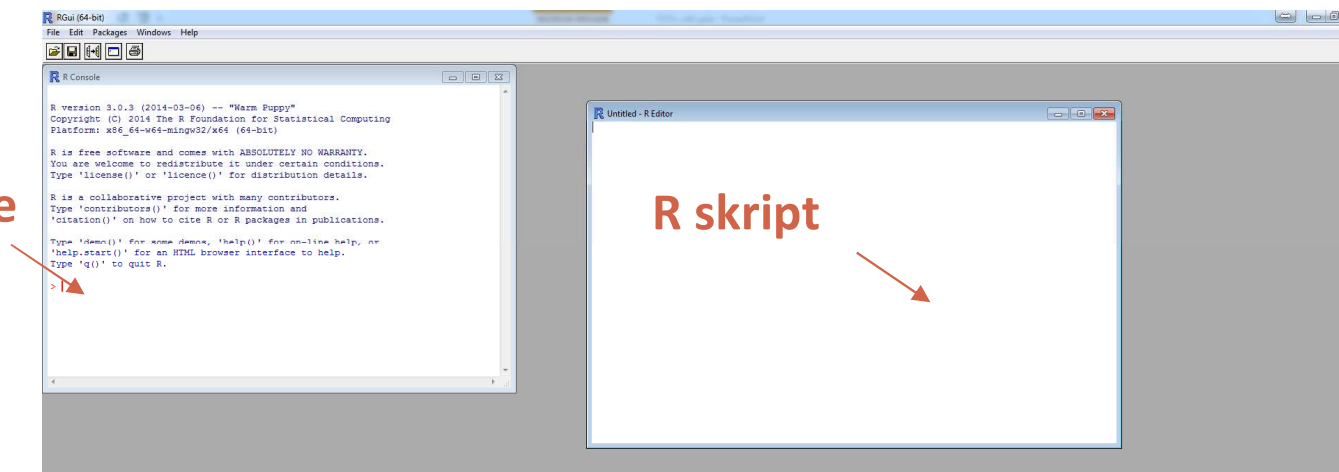 RGui (64-bit)
File Edit Packages Windows Help
R Console
R version 3.0.3 (2014-03-06) -- "Warm Puppy"
Copyright (C) 2014 The R Foundation for Statistical Computing
Platform: x86_64-w64-mingw32/x64 (64-bit)
R is free software and comes with ABSOLUTELY NO WARRANTY.
You are welcome to redistribute it under certain conditions.
Type 'license()' or 'licence()' for distribution details.
R is a collaborative project with many contributors.
Type 'contributors()' for more information and
'citation()' on how to cite R or R packages in publications.
Type 'demo()' for some demos, 'help()' for on-line help, or
'help.start()' for an HTML browser interface to help.
Type 'q()' to quit R.
>
e
Untitled - R Editor
R skript